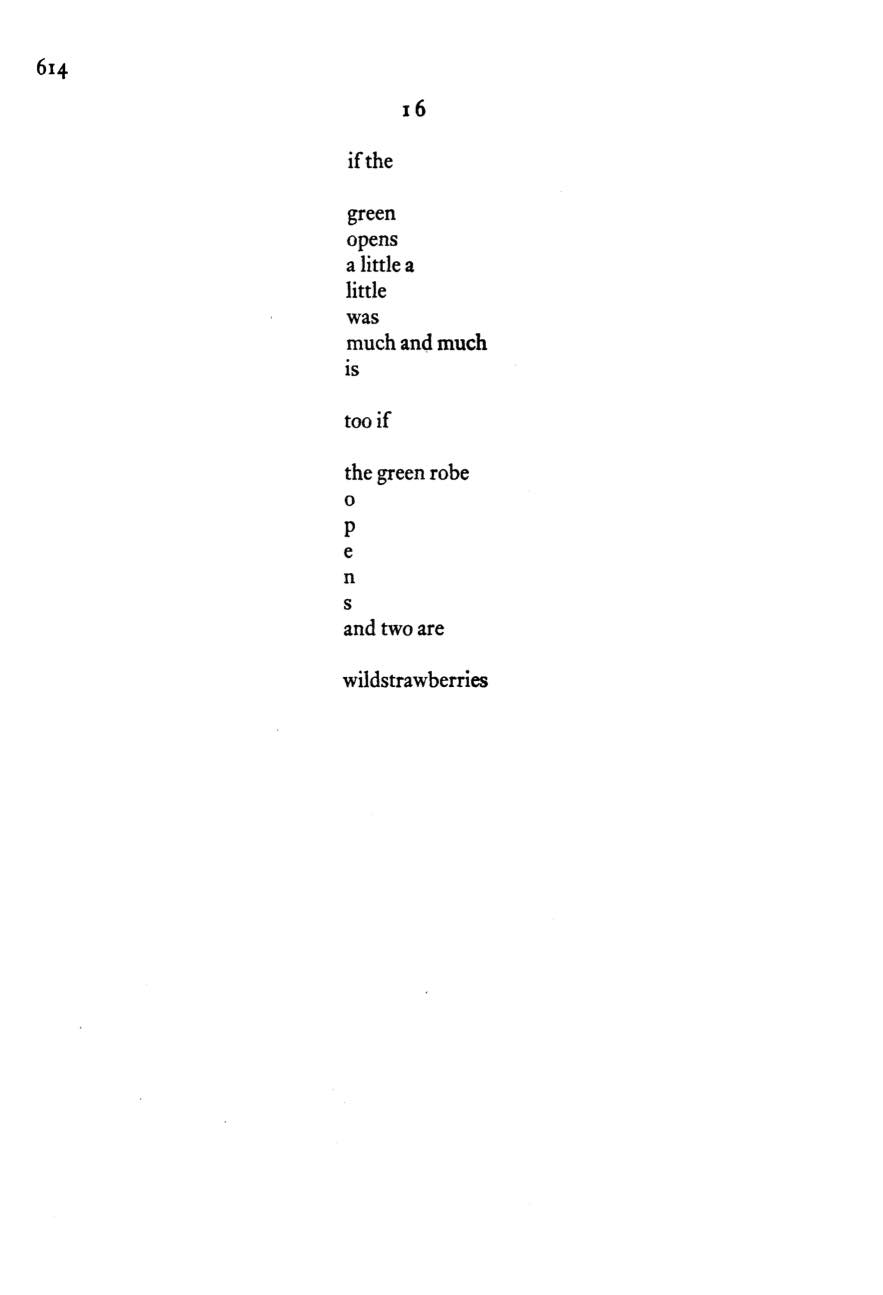 614
16
if the
green
opens
a little a
little
was
much and much
is
too if
the green robe
o
p
e
n
s
and two are
wildstrawberries